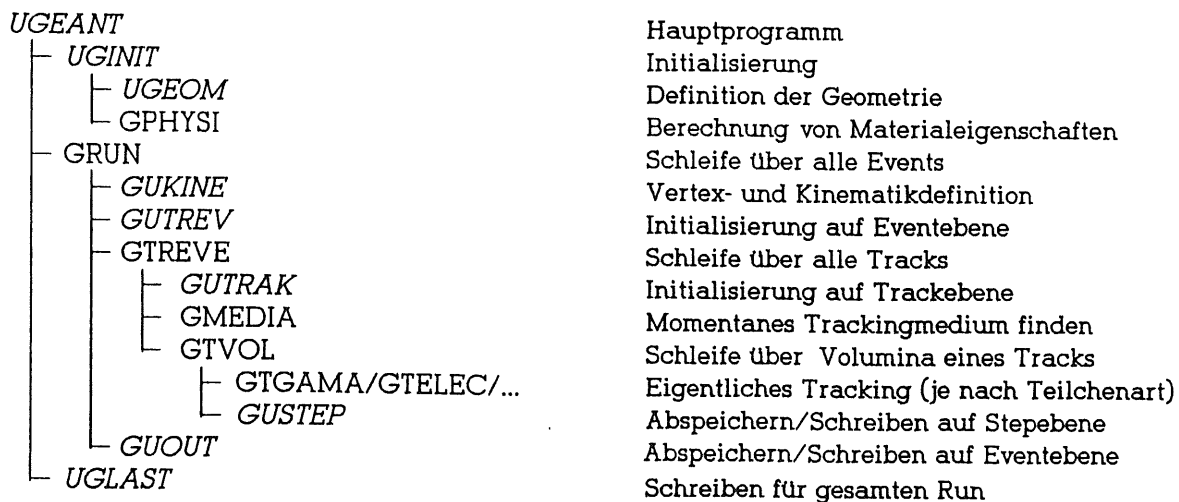 UGEANT Hauptprogramm
UGINIT Initialisierung
UGEOM Definition der Geometrie
GPHYSI Berechnung von Materialeigenschaften
GRUN Schleife über alle Events
GUKINE Vertex- und Kinematikdefinition
GUTREV Initialisierung auf Eventebene
GTREVE Schleife über alle Tracks
GUTRAK Initialisierung auf Trackebene
GMEDIA Momentanes Trackingmedium finden
GTVOL Schleife über Volumina eines Tracks
GTGAMA/GTELEC/... Eigentliches Tracking (je nach Teilchenart)
GUSTEP Abspeichern/Schreiben auf Stepebene
GUOUT Abspeichern/Schreiben auf Eventebene
UGLAST Schreiben für gesamten Run